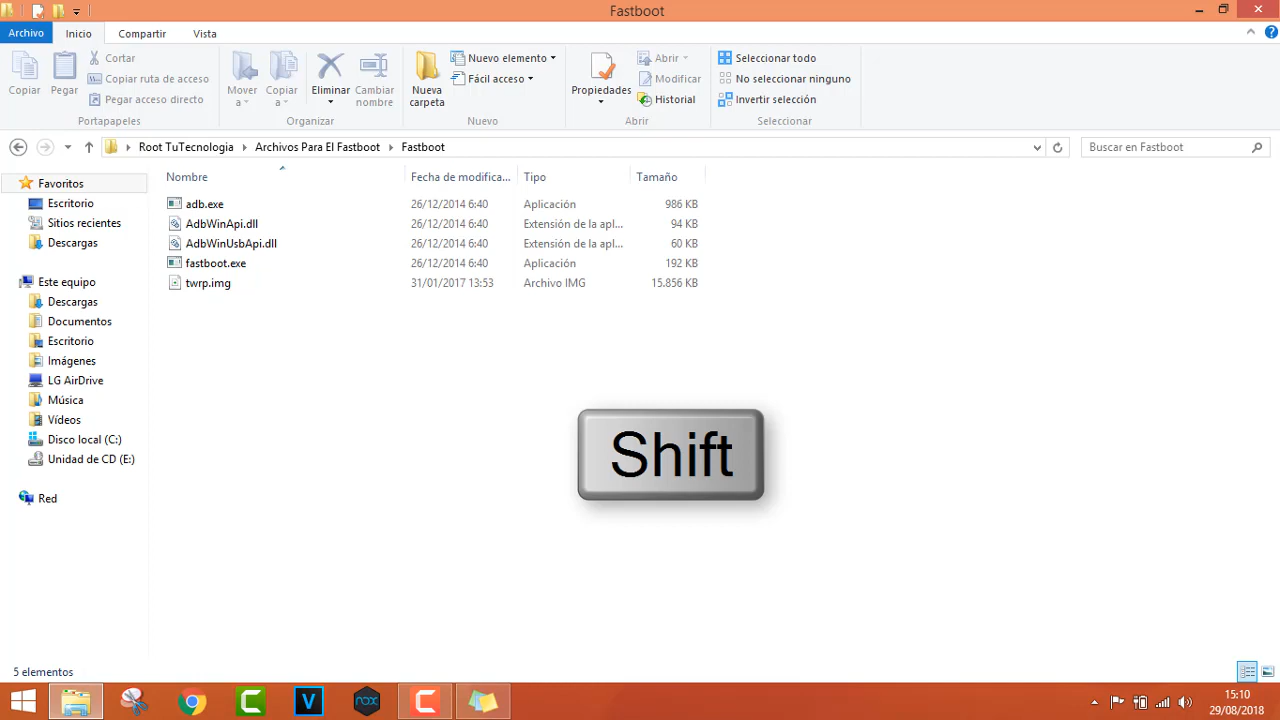 Fastboot
Archivo Inicio Compartir Vista
Copiar
Pegar
Cortar
Copiar ruta de acceso
Pegar acceso directo
Portapapeles
Mover a
Copiar a
Eliminar
Cambiar nombre
Organizar
Nueva carpeta
Nuevo elemento
Fácil acceso
Nuevo
Propiedades
Abrir
Modificar
Historial
Abrir
Seleccionar todo
No seleccionar ninguno
Invertir selección
Seleccionar
Root TuTecnologia Archivos Para El Fastboot Fastboot
Buscar en Fastboot
Favoritos
Escritorio
Sitios recientes
Descargas
Este equipo
Descargas
Documentos
Escritorio
Imágenes
LG AirDrive
Música
Vídeos
Disco local (C:)
Unidad de CD (E:)
Red
Nombre Fecha de modifica... Tipo Tamaño
adb.exe 26/12/2014 6:40 Aplicación 986 KB
AdbWinApi.dll 26/12/2014 6:40 Extensión de la apl... 94 KB
AdbWinUsbApi.dll 26/12/2014 6:40 Extensión de la apl... 60 KB
fastboot.exe 26/12/2014 6:40 Aplicación 192 KB
twrp.img 31/01/2017 13:53 Archivo IMG 15.856 KB
Shift
5 elementos
nox
15:10
29/08/2018